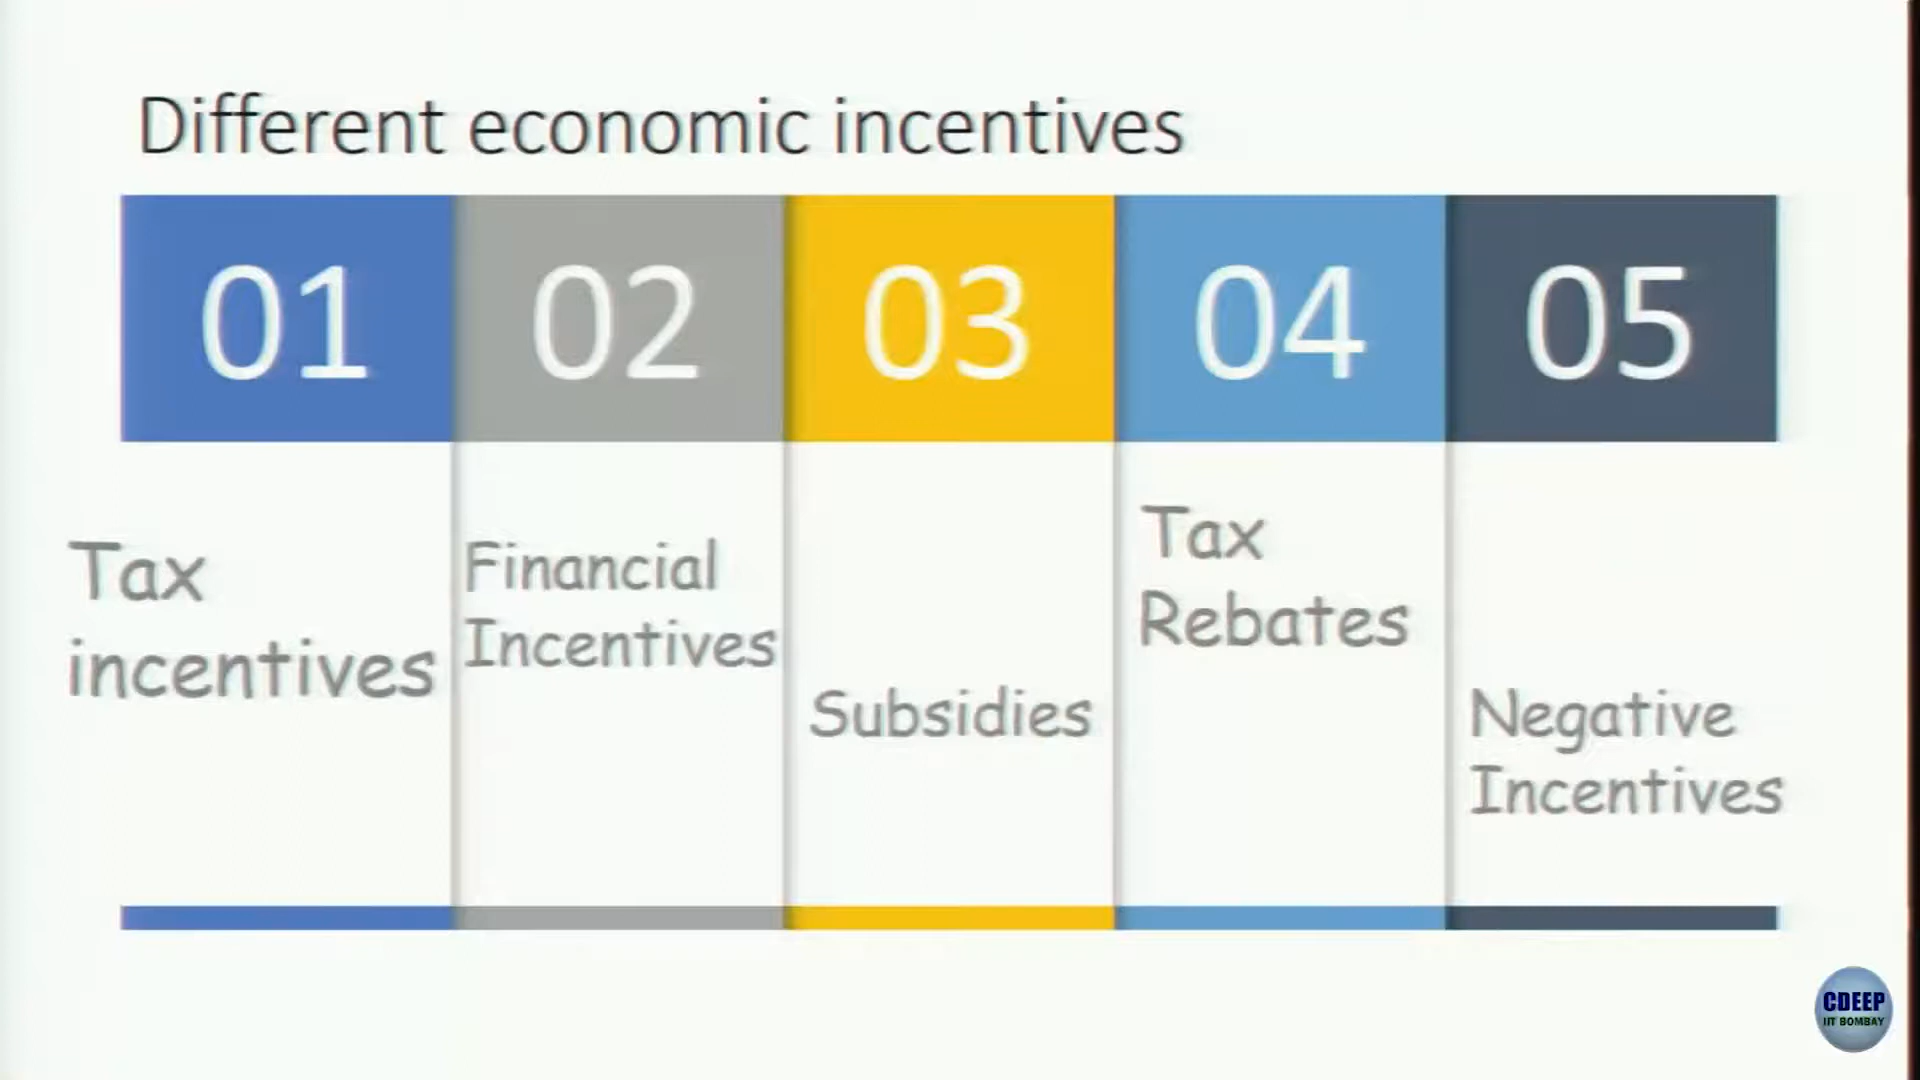 Different economic incentives
01
02
03
04
05
Tax
incentives
Financial
Incentives
Subsidies
Tax
Rebates
Negative
Incentives
CDEEP
IIT BOMBAY